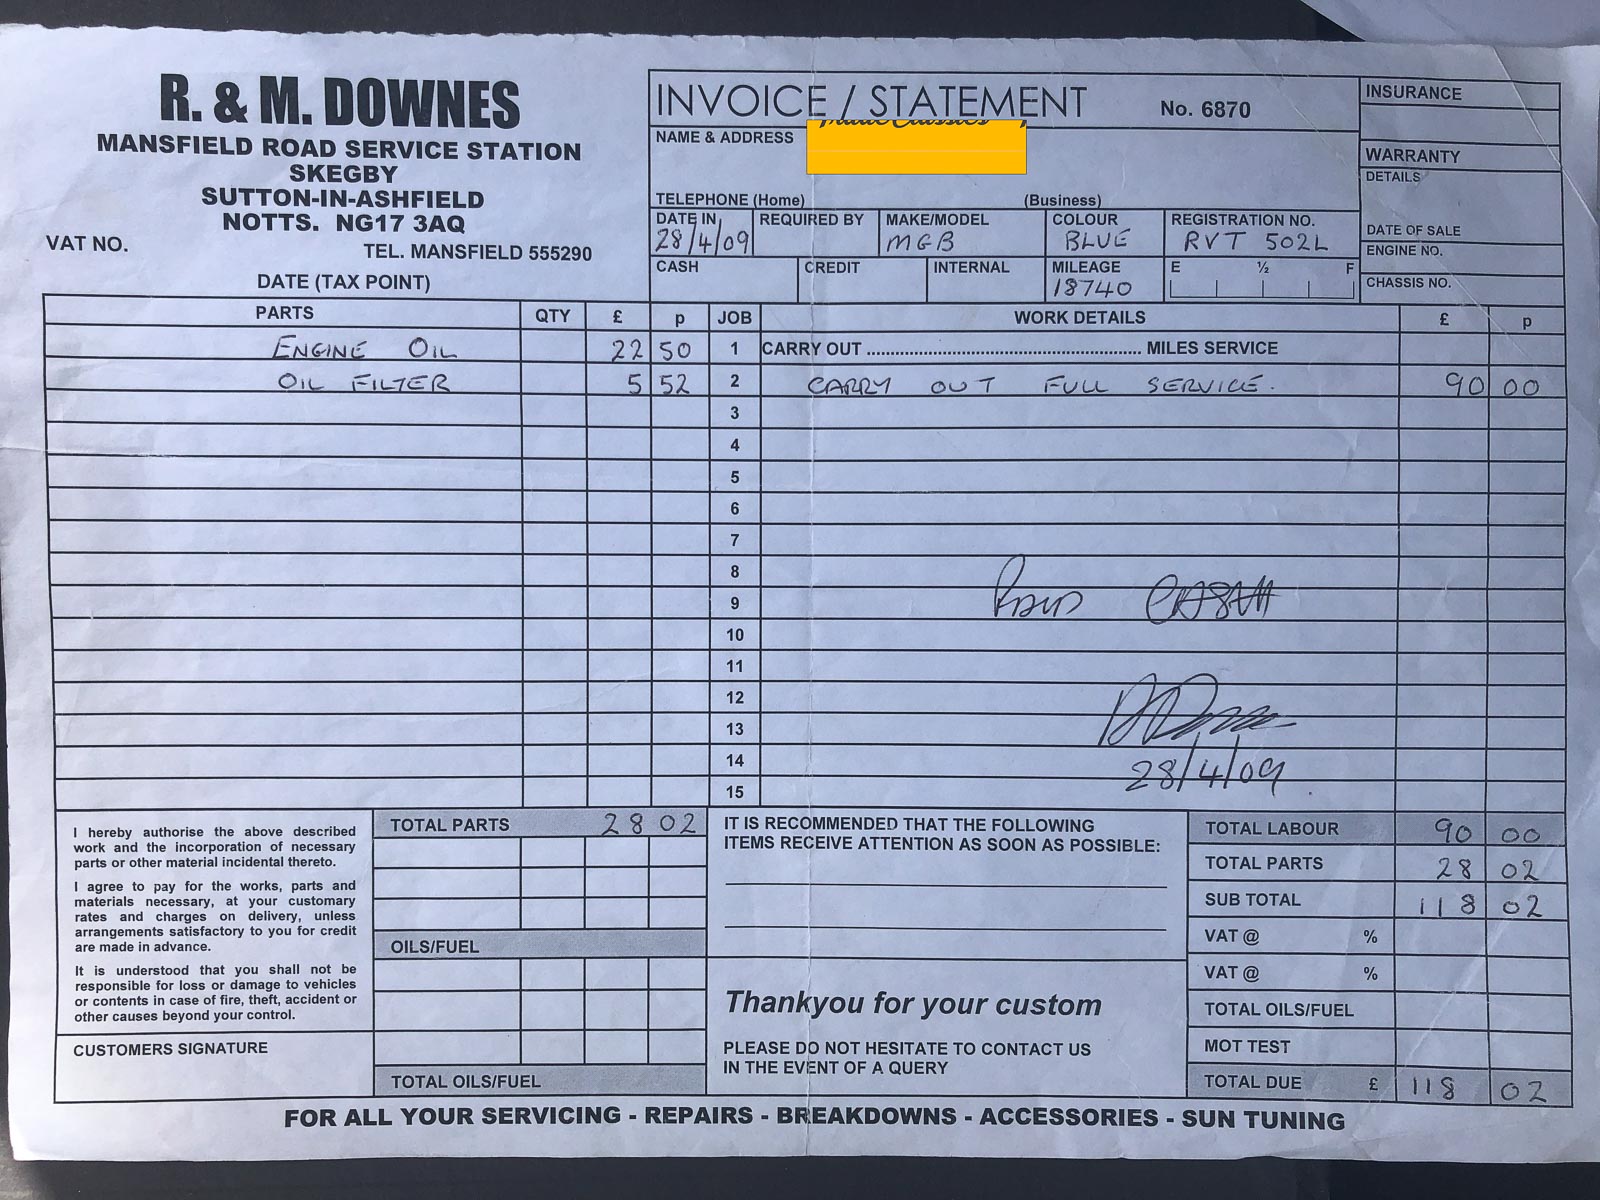 R. & M. DOWNES
MANSFIELD ROAD SERVICE STATION
SKEGBY
SUTTON-IN-ASHFIELD
NOTTS. NG17 3AQ
VAT NO. TEL. MANSFIELD 555290
DATE (TAX POINT)
INVOICE / STATEMENT No. 6870
NAME & ADDRESS
TELEPHONE (Home) (Business)
DATE IN REQUIRED BY MAKE/MODEL COLOUR REGISTRATION NO.
28/4/09 MGB BLUE RVT 502L
CASH CREDIT INTERNAL MILEAGE E ½ F
18740
INSURANCE
WARRANTY
DETAILS
DATE OF SALE
ENGINE NO.
CHASSIS NO.
PARTS QTY £ p JOB WORK DETAILS £ p
ENGINE OIL 22 50 1 CARRY OUT ........................................ MILES SERVICE
OIL FILTER 5 52 2 CARRY OUT FULL SERVICE. 90 00
3
4
5
6
7
8
9 PAID CASH
10
11
12
13
14 28/4/09
15
I hereby authorise the above described
work and the incorporation of necessary
parts or other material incidental thereto.
I agree to pay for the works, parts and
materials necessary, at your customary
rates and charges on delivery, unless
arrangements satisfactory to you for credit
are made in advance.
It is understood that you shall not be
responsible for loss or damage to vehicles
or contents in case of fire, theft, accident or
other causes beyond your control.
CUSTOMERS SIGNATURE
TOTAL PARTS 28 02
OILS/FUEL
TOTAL OILS/FUEL
IT IS RECOMMENDED THAT THE FOLLOWING
ITEMS RECEIVE ATTENTION AS SOON AS POSSIBLE:
Thankyou for your custom
PLEASE DO NOT HESITATE TO CONTACT US
IN THE EVENT OF A QUERY
TOTAL LABOUR 90 00
TOTAL PARTS 28 02
SUB TOTAL 118 02
VAT @ %
VAT @ %
TOTAL OILS/FUEL
MOT TEST
TOTAL DUE £ 118 02
FOR ALL YOUR SERVICING - REPAIRS - BREAKDOWNS - ACCESSORIES - SUN TUNING